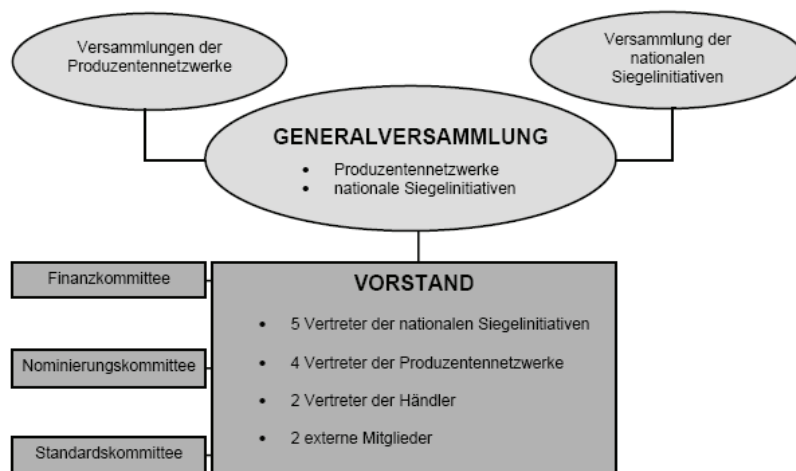 Versammlungen der
Produzentennetzwerke
Versammlung der
nationalen
Siegelinitiativen
GENERALVERSAMMLUNG
• Produzentennetzwerke
• nationale Siegelinitiativen
Finanzkommittee
VORSTAND
• 5 Vertreter der nationalen Siegelinitiativen
Nominierungskommittee
• 4 Vertreter der Produzentennetzwerke
• 2 Vertreter der Händler
• 2 externe Mitglieder
Standardskommittee